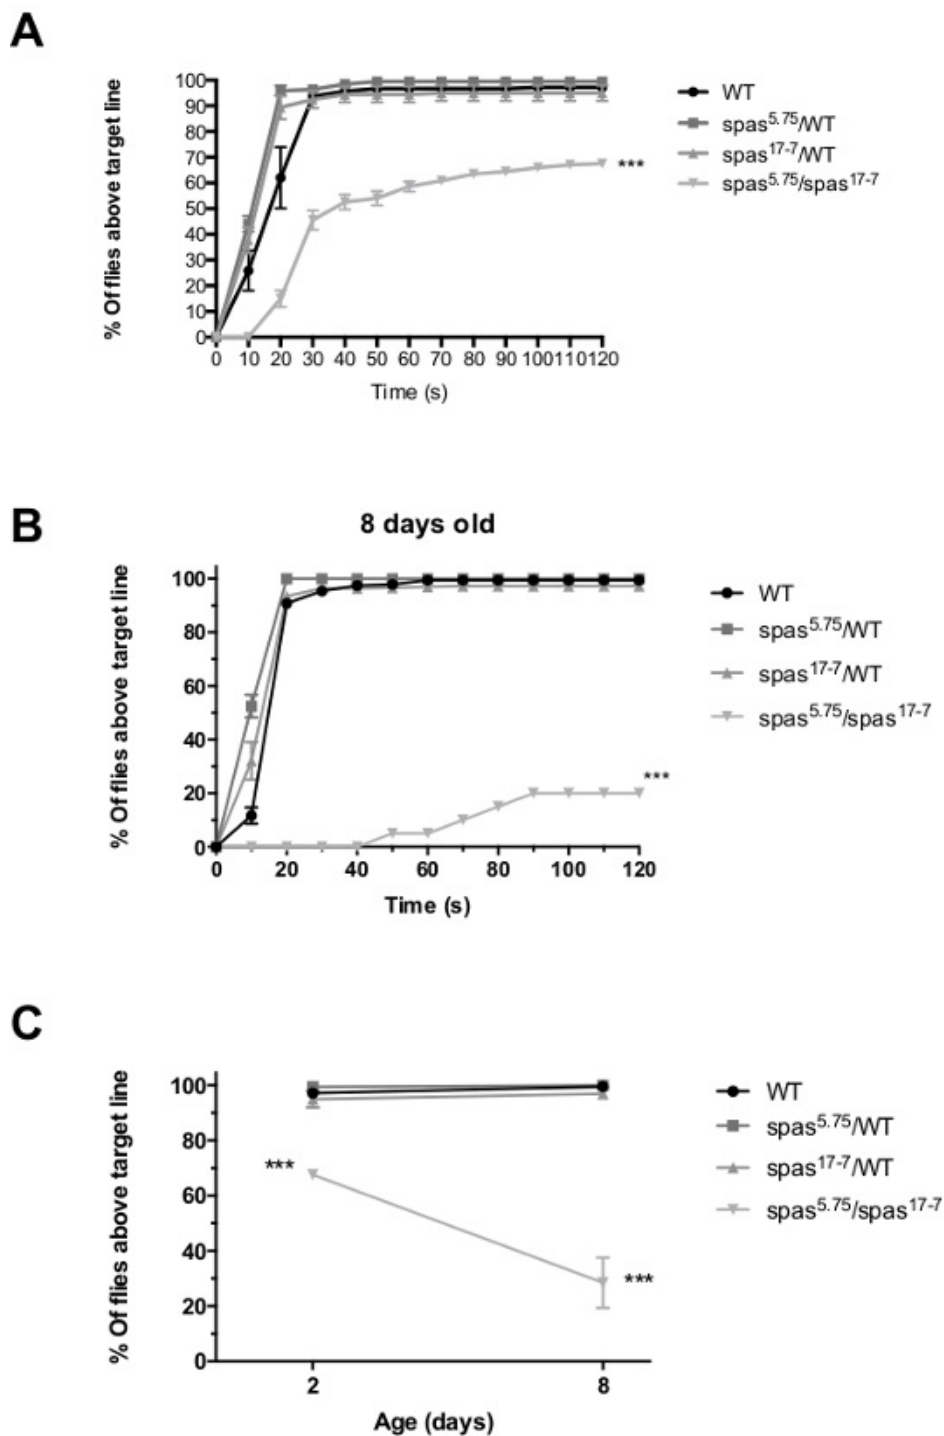 A
% Of flies above target line
100
90
80
70
60
50
40
30
20
10
0
0 10 20 30 40 50 60 70 80 90 100 110 120
Time (s)
***
WT
spas5.75/WT
spas17-7/WT
spas5.75/spas17-7
B
8 days old
% Of flies above target line
100
80
60
40
20
0
0 20 40 60 80 100 120
Time (s)
***
WT
spas5.75/WT
spas17-7/WT
spas5.75/spas17-7
C
% Of flies above target line
100
80
60
40
20
0
2 8
Age (days)
***
***
WT
spas5.75/WT
spas17-7/WT
spas5.75/spas17-7